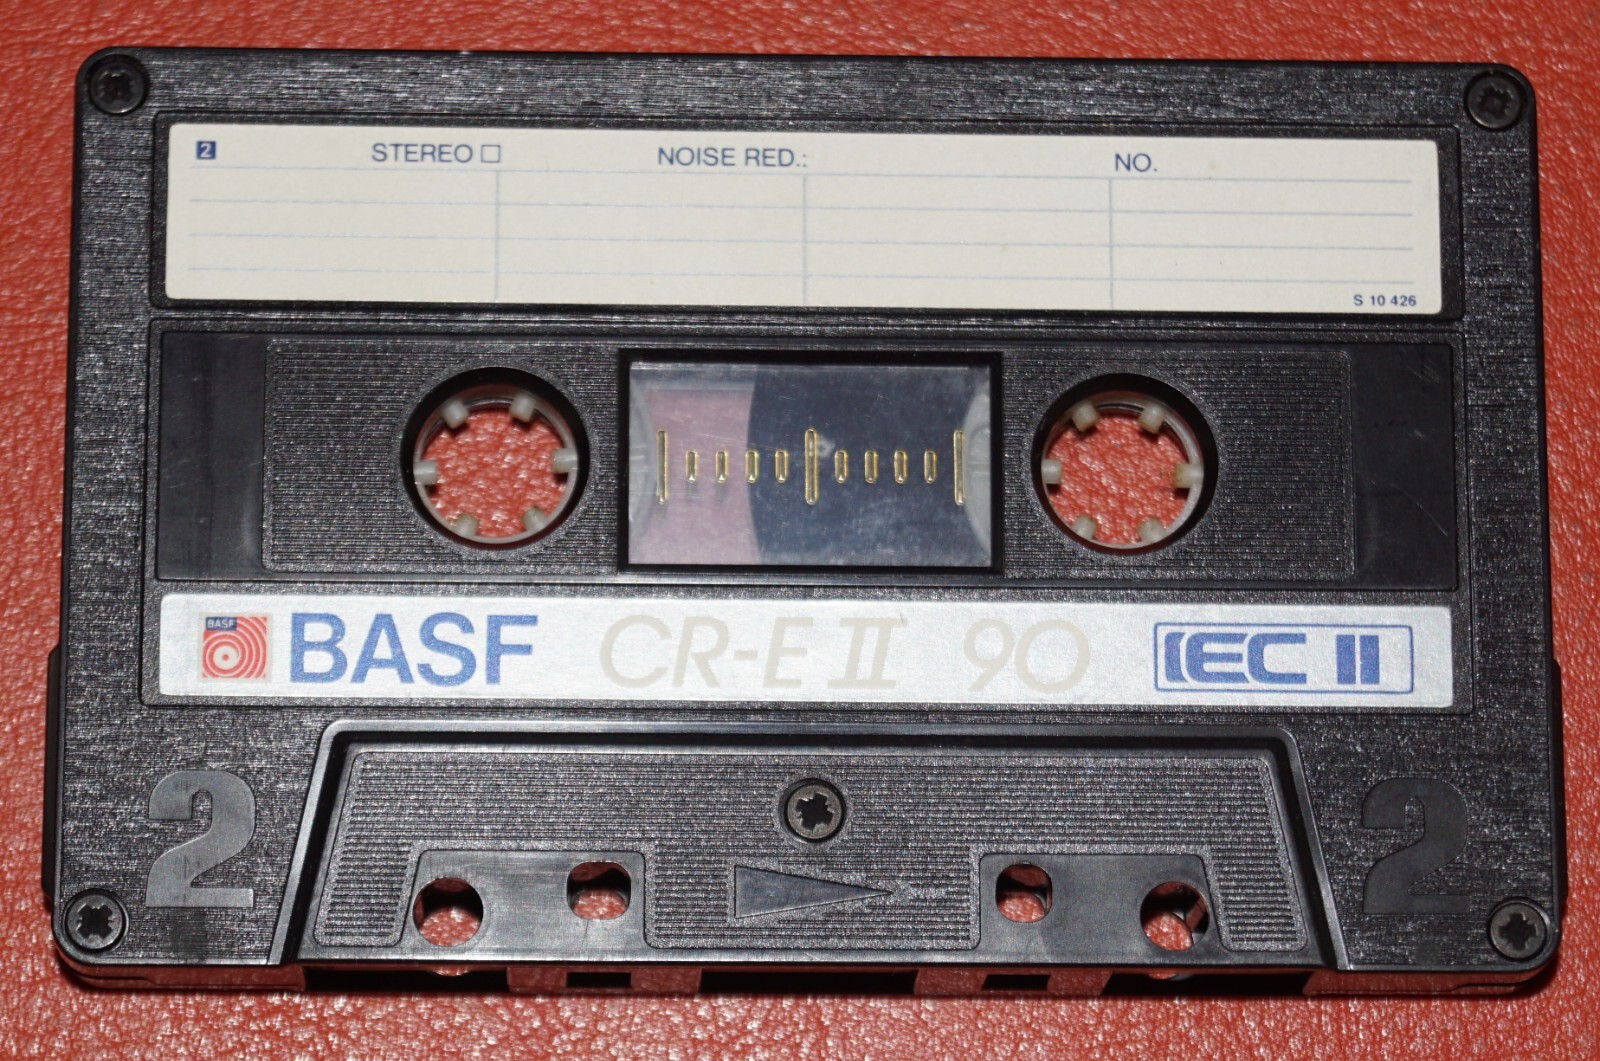 2 STEREO NOISE RED.: NO.
S 10 426
BASF BASF CR-E II 90 IEC II
2 2